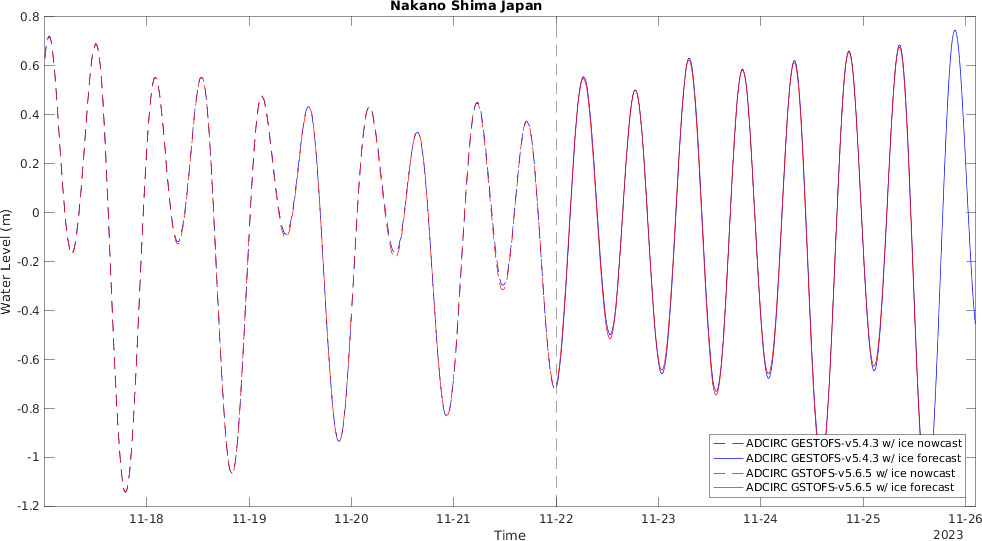 Nakano Shima Japan
Water Level (m)
0.8
0.6
0.4
0.2
0
-0.2
-0.4
-0.6
-0.8
-1
-1.2
ADCIRC GESTOFS-v5.4.3 w/ ice nowcast
ADCIRC GESTOFS-v5.4.3 w/ ice forecast
ADCIRC GSTOFS-v5.6.5 w/ ice nowcast
ADCIRC GSTOFS-v5.6.5 w/ ice forecast
11-18 11-19 11-20 11-21 11-22 11-23 11-24 11-25 11-26
Time
2023